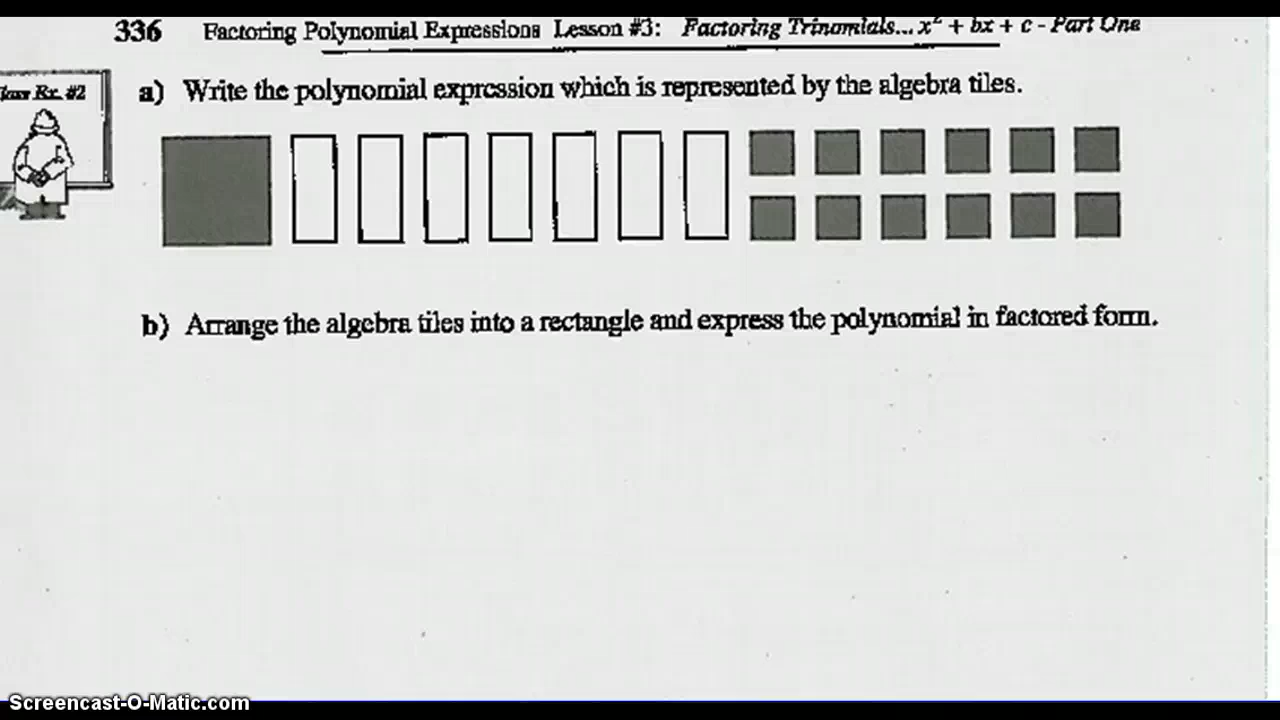 336 Factoring Polynomial Expressions Lesson #3: Factoring Trinomials... x² + bx + c - Part One
Ex. #2
a) Write the polynomial expression which is represented by the algebra tiles.
b) Arrange the algebra tiles into a rectangle and express the polynomial in factored form.
Screencast-O-Matic.com